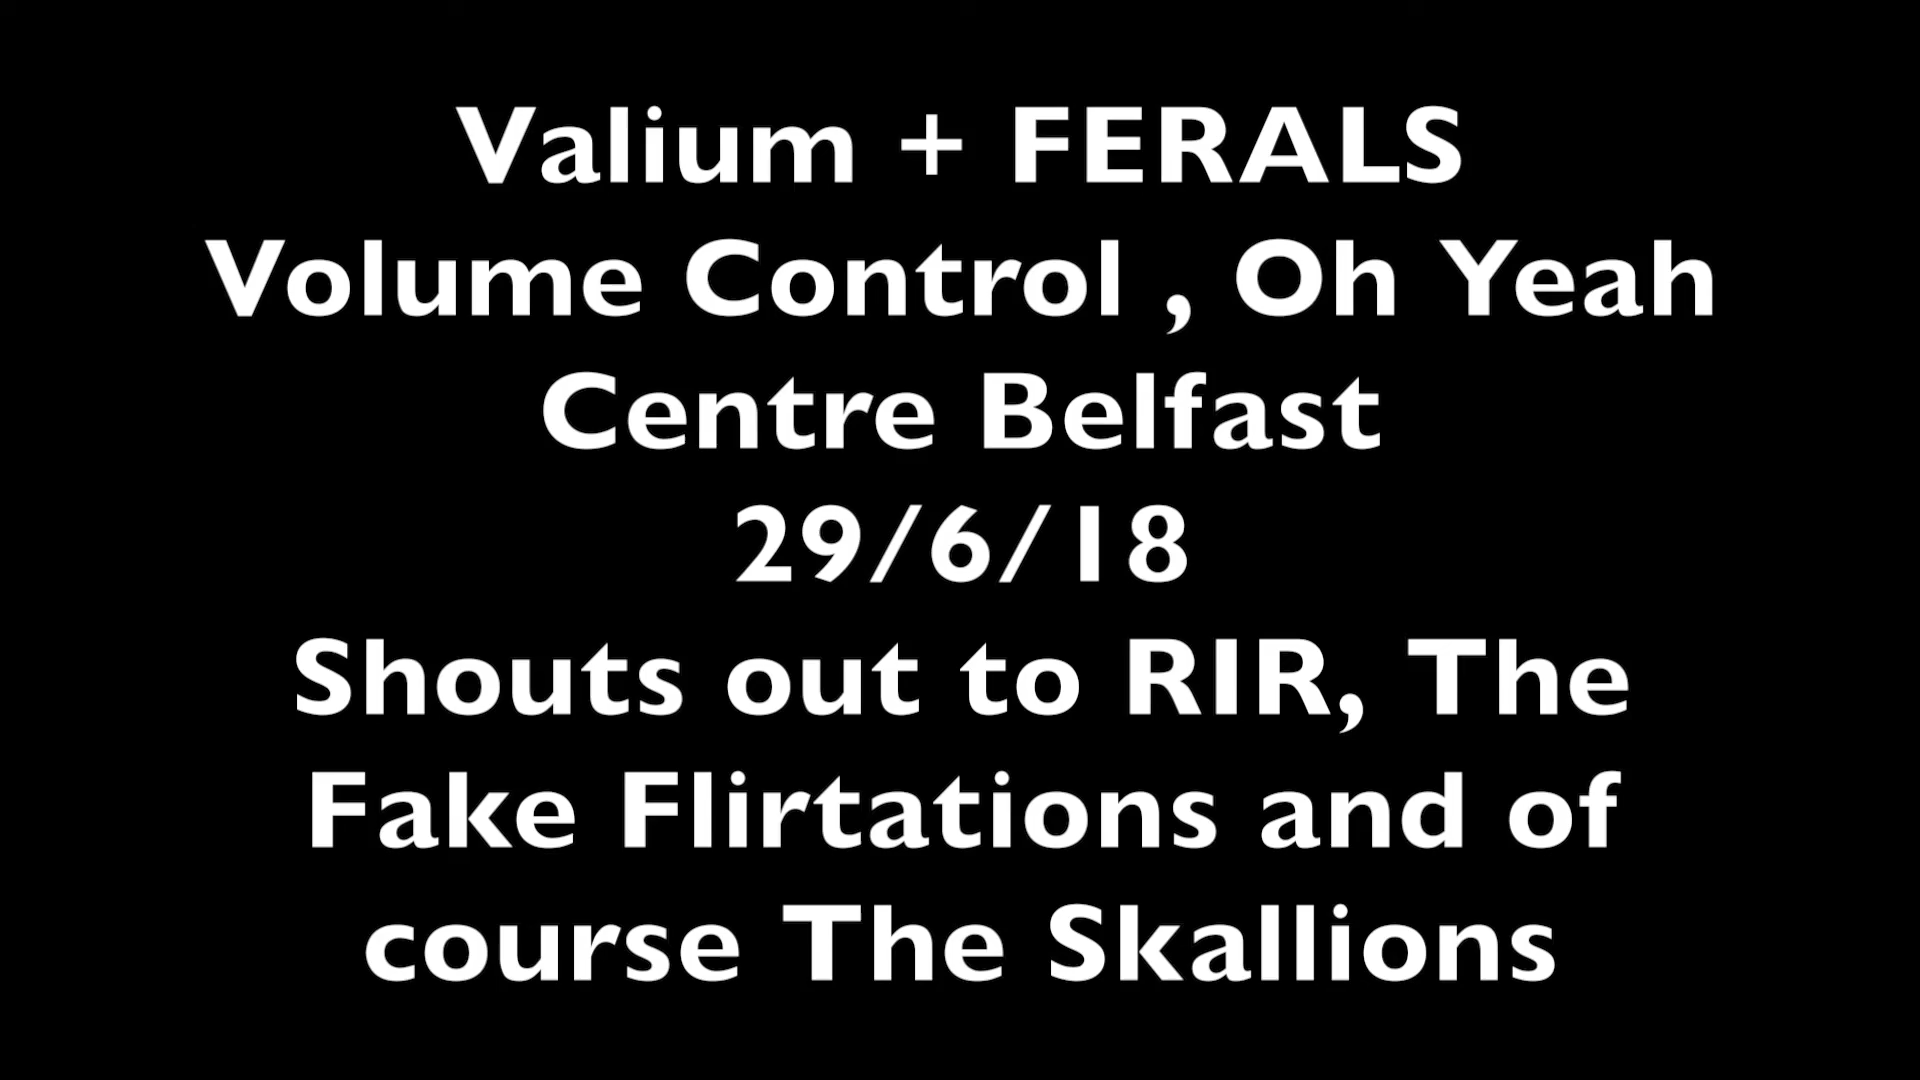 Valium + FERALS
Volume Control , Oh Yeah
Centre Belfast
29/6/18
Shouts out to RIR, The
Fake Flirtations and of
course The Skallions